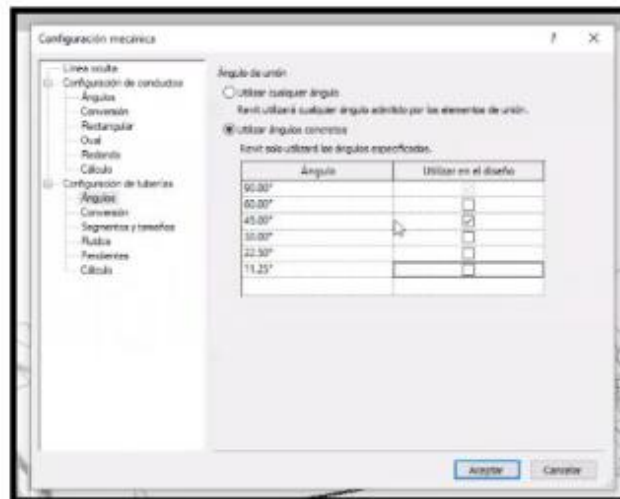 Configuración mecánica
? ×
Línea oculta
Configuración de conductos
Ángulos
Conversión
Rectangular
Oval
Redondo
Cálculo
Configuración de tuberías
Ángulos
Conversión
Segmentos y tamaños
Fluidos
Pendientes
Cálculo
Ángulo de unión
Utilizar cualquier ángulo
Revit utilizará cualquier ángulo admitido por los elementos de unión.
Utilizar ángulos concretos
Revit solo utilizará los ángulos especificados.
Ángulo Utilizar en el diseño
90.00°
60.00°
45.00°
30.00°
22.50°
11.25°
Aceptar Cancelar